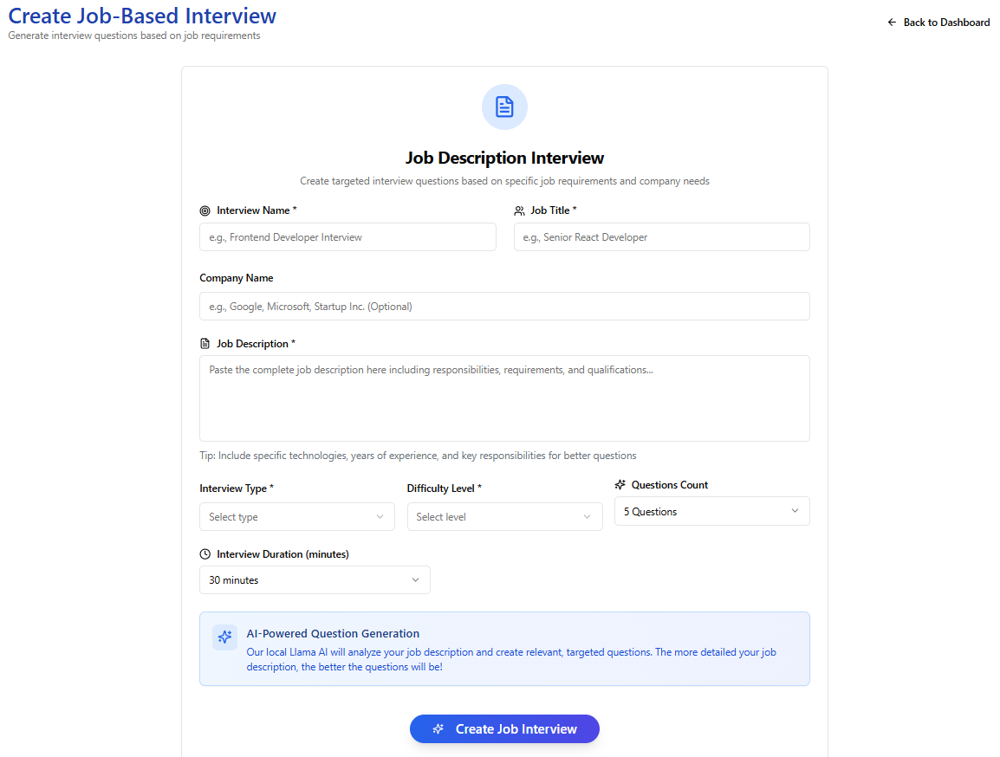 Create Job-Based Interview
Generate interview questions based on job requirements
Back to Dashboard
Job Description Interview
Create targeted interview questions based on specific job requirements and company needs
Interview Name *
Job Title *
e.g., Frontend Developer Interview
e.g., Senior React Developer
Company Name
e.g., Google, Microsoft, Startup Inc. (Optional)
Job Description *
Paste the complete job description here including responsibilities, requirements, and qualifications...
Tip: Include specific technologies, years of experience, and key responsibilities for better questions
Interview Type *
Difficulty Level *
Questions Count
Select type
Select level
5 Questions
Interview Duration (minutes)
30 minutes
AI-Powered Question Generation
Our local Llama AI will analyze your job description and create relevant, targeted questions. The more detailed your job
description, the better the questions will be!
Create Job Interview